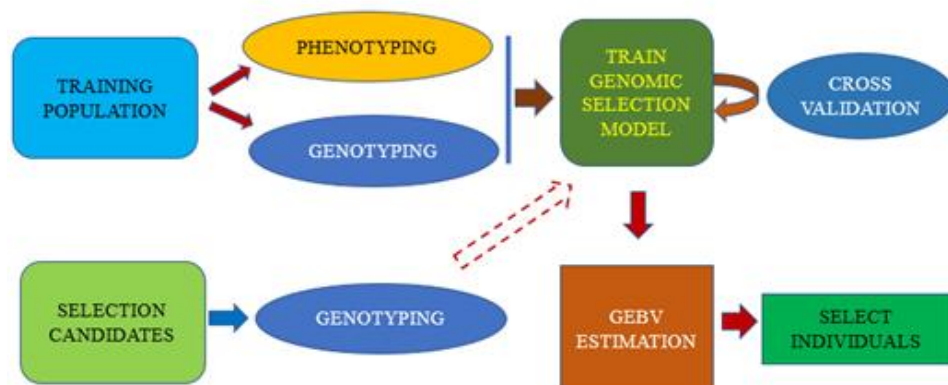 PHENOTYPING
TRAINING
POPULATION
GENOTYPING
TRAIN
GENOMIC
SELECTION
MODEL
CROSS
VALIDATION
SELECTION
CANDIDATES
GENOTYPING
GEBV
ESTIMATION
SELECT
INDIVIDUALS